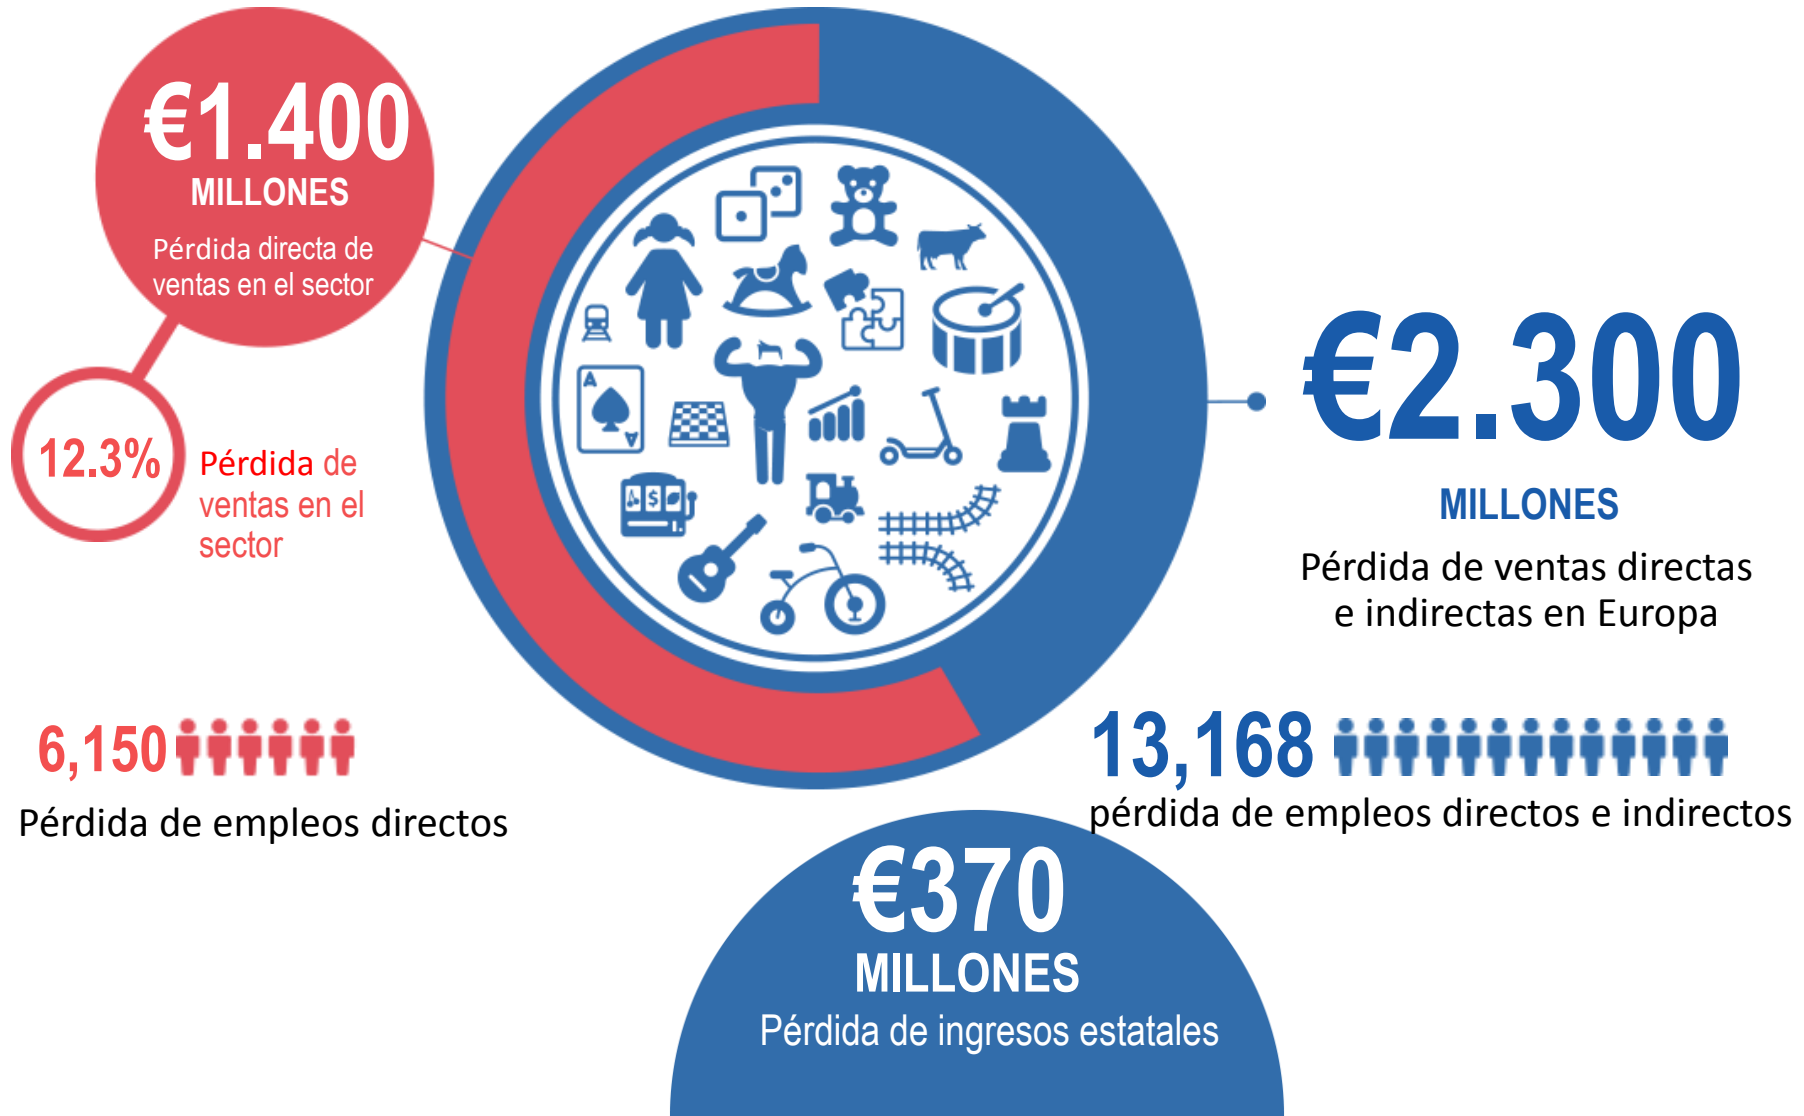 €1.400
MILLONES
Pérdida directa de
ventas en el sector
12.3%
Pérdida de
ventas en el
sector
€2.300
MILLONES
Pérdida de ventas directas
e indirectas en Europa
6,150
Pérdida de empleos directos
13,168
pérdida de empleos directos e indirectos
€370
MILLONES
Pérdida de ingresos estatales
A
A
$